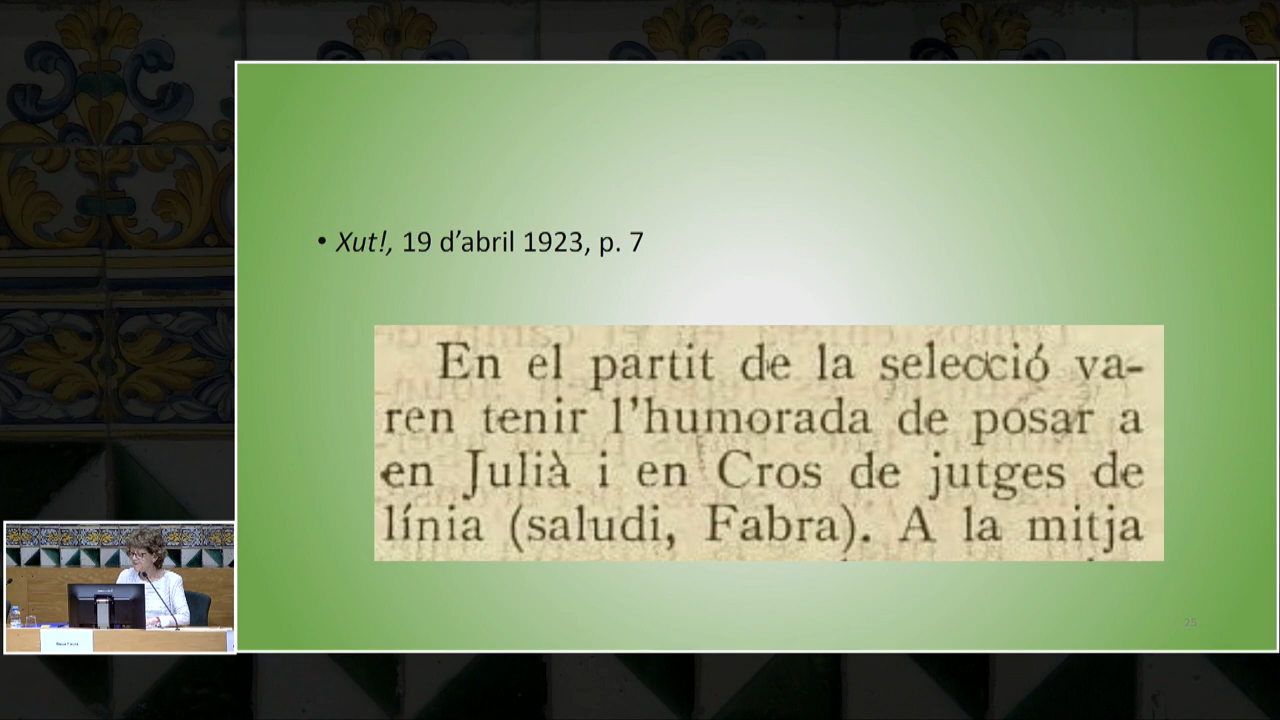 • Xut!, 19 d’abril 1923, p. 7
En el partit de la selecció va-
ren tenir l’humorada de posar a
en Julià i en Cros de jutges de
línia (saludi, Fabra). A la mitja
25